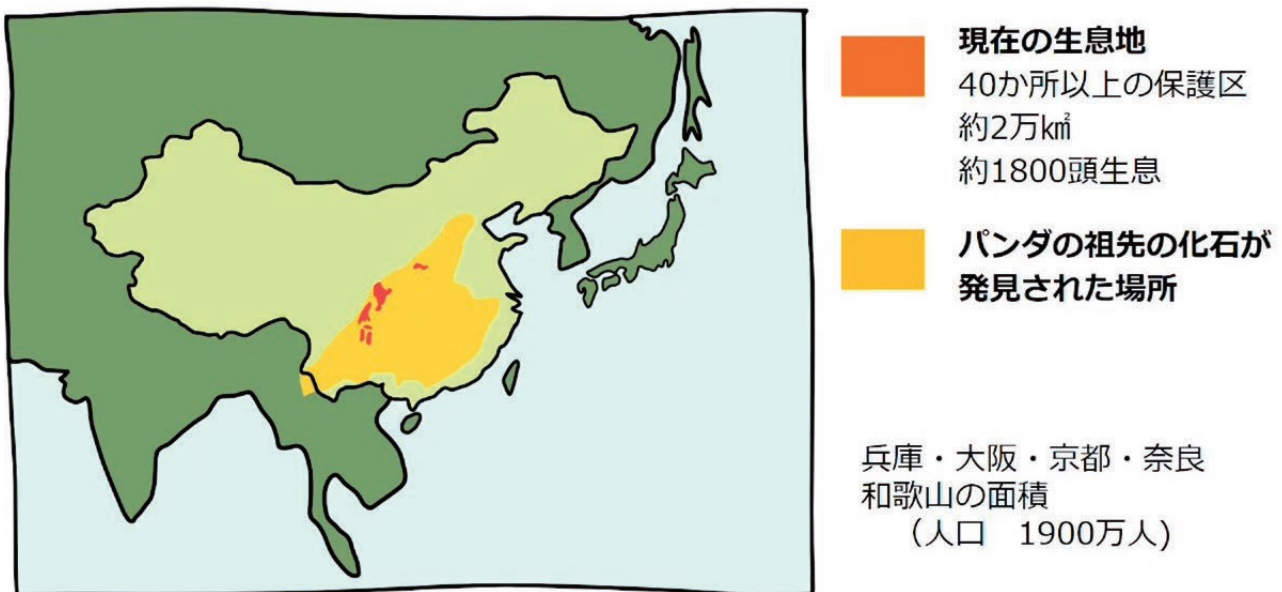 現在の生息地
40か所以上の保護区
約2万㎢
約1800頭生息
パンダの祖先の化石が
発見された場所
兵庫・大阪・京都・奈良
和歌山の面積
（人口　1900万人)